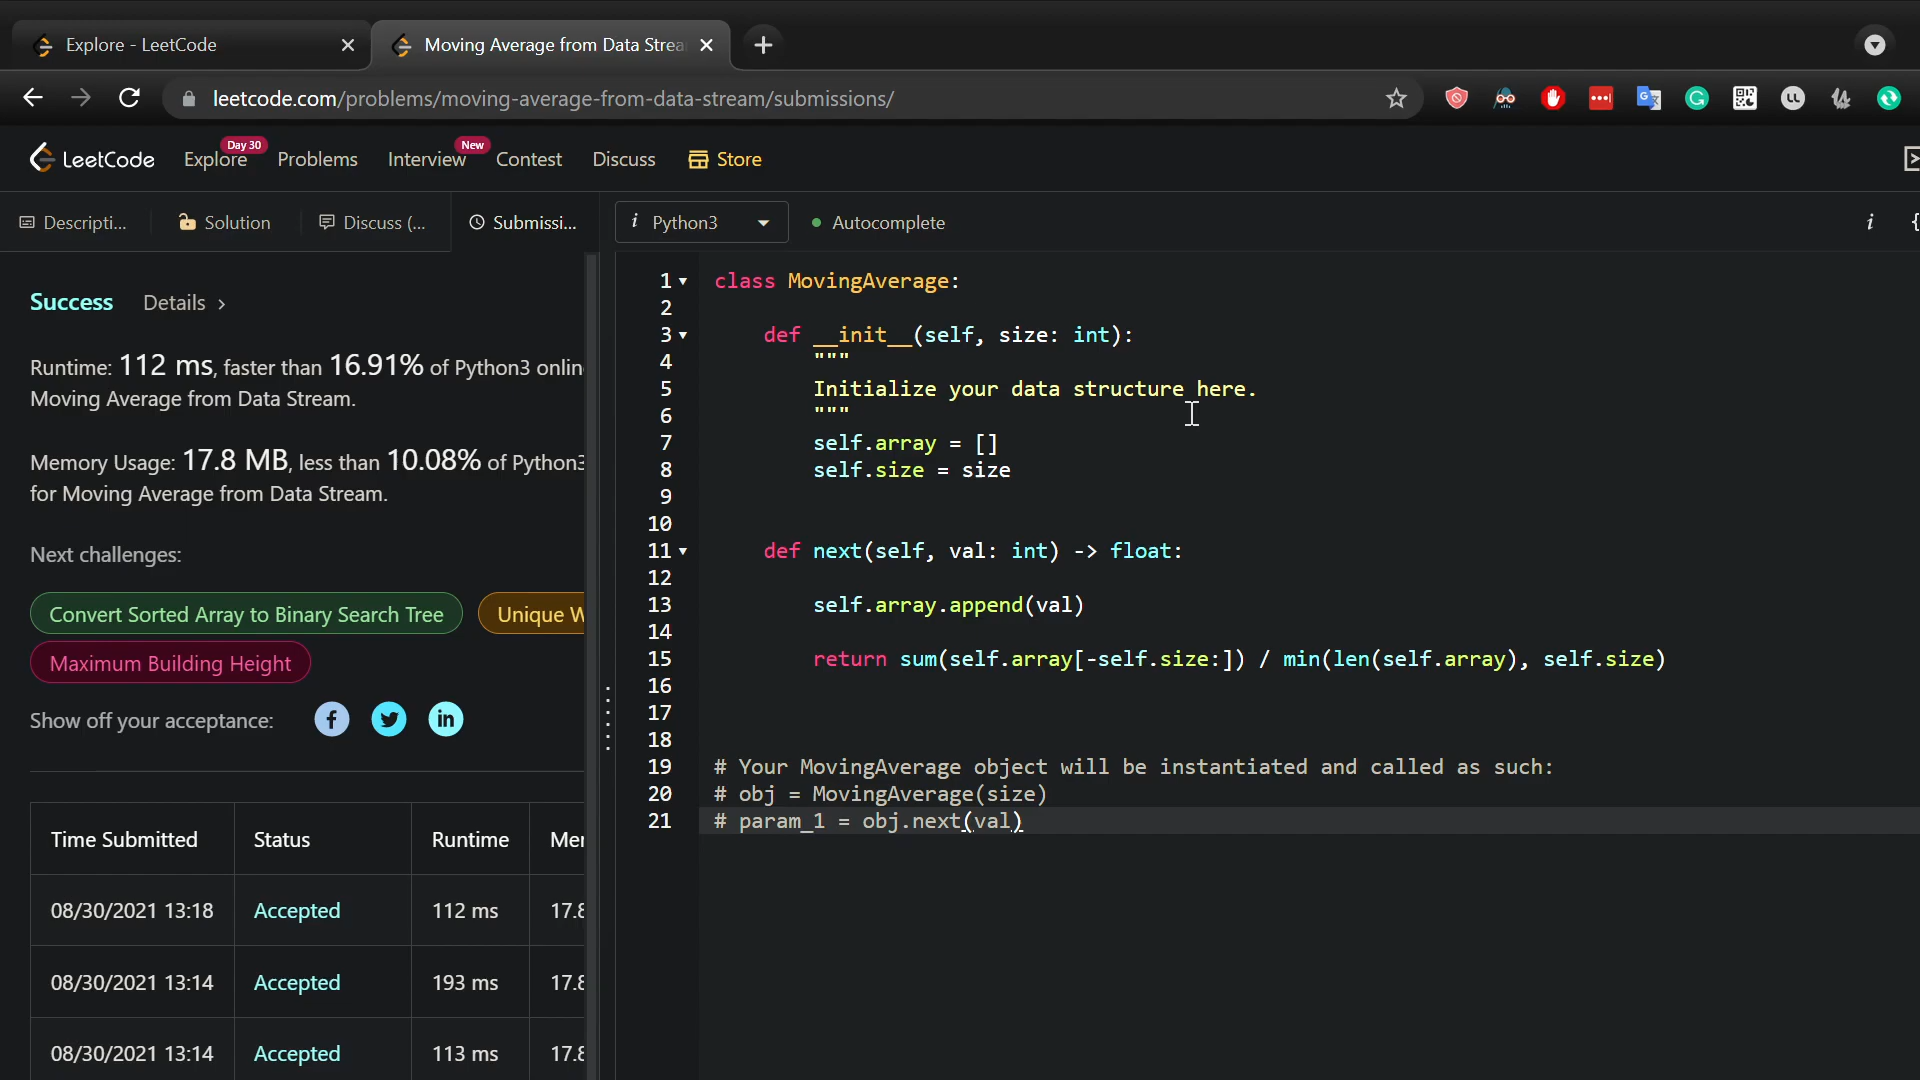 Explore - LeetCode
Moving Average from Data Strea
leetcode.com/problems/moving-average-from-data-stream/submissions/
LeetCode
Explore
Day 30
Problems
Interview
New
Contest
Discuss
Store
Descripti...
Solution
Discuss (...
Submissi...
i Python3
Autocomplete
i
{
Success
Details >
Runtime: 112 ms, faster than 16.91% of Python3 onlin
Moving Average from Data Stream.
Memory Usage: 17.8 MB, less than 10.08% of Python3
for Moving Average from Data Stream.
Next challenges:
Convert Sorted Array to Binary Search Tree
Unique W
Maximum Building Height
Show off your acceptance:
Time Submitted Status Runtime Mer
08/30/2021 13:18 Accepted 112 ms 17.8
08/30/2021 13:14 Accepted 193 ms 17.8
08/30/2021 13:14 Accepted 113 ms 17.8
1 class MovingAverage:
2
3 def __init__(self, size: int):
4 """
5 Initialize your data structure here.
6 """
7 self.array = []
8 self.size = size
9
10
11 def next(self, val: int) -> float:
12
13 self.array.append(val)
14
15 return sum(self.array[-self.size:]) / min(len(self.array), self.size)
16
17
18
19 # Your MovingAverage object will be instantiated and called as such:
20 # obj = MovingAverage(size)
21 # param_1 = obj.next(val)